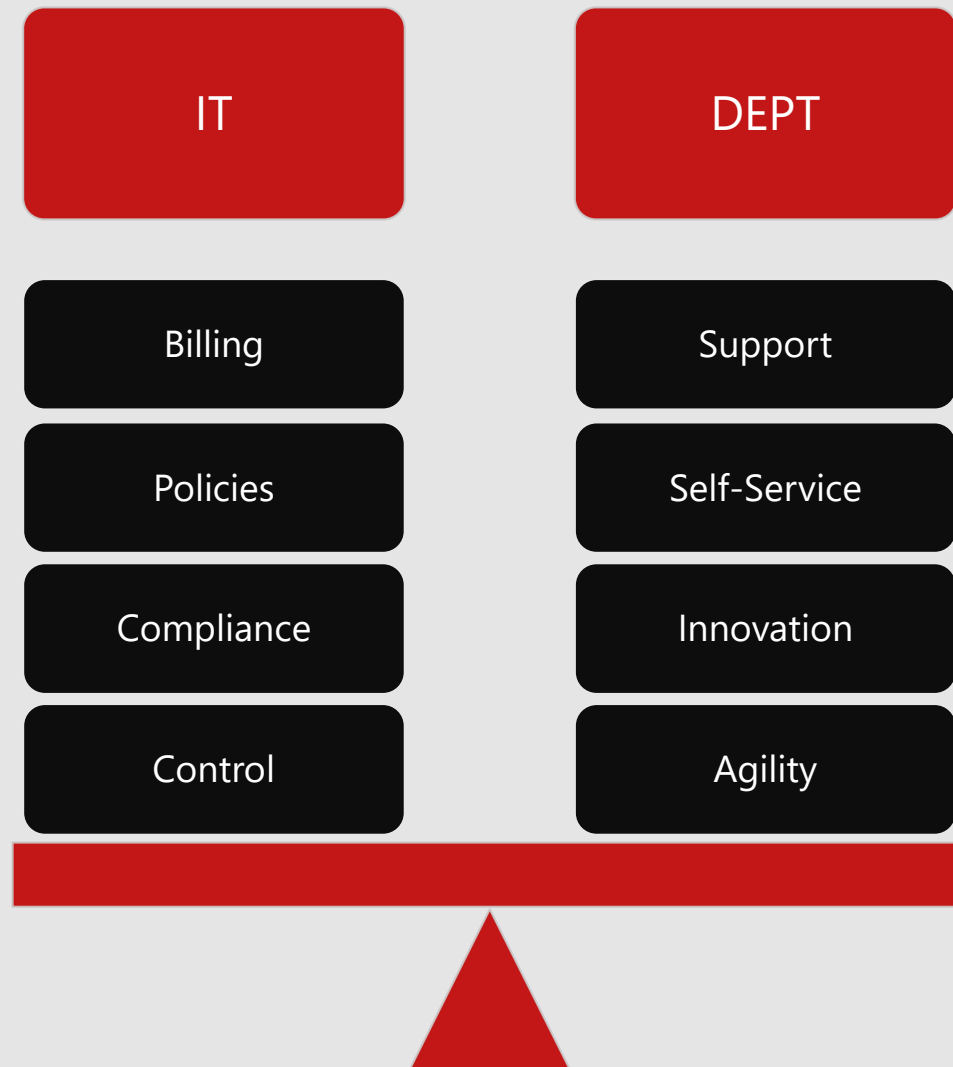 IT
DEPT
Billing
Support
Policies
Self-Service
Compliance
Innovation
Control
Agility